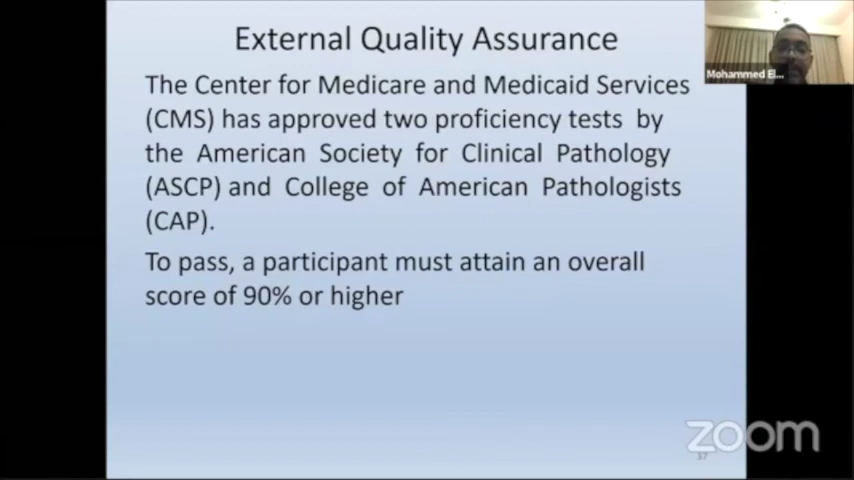 External Quality Assurance
The Center for Medicare and Medicaid Services
(CMS) has approved two proficiency tests by
the American Society for Clinical Pathology
(ASCP) and College of American Pathologists
(CAP).
To pass, a participant must attain an overall
score of 90% or higher
Mohammed El...
zoom
37